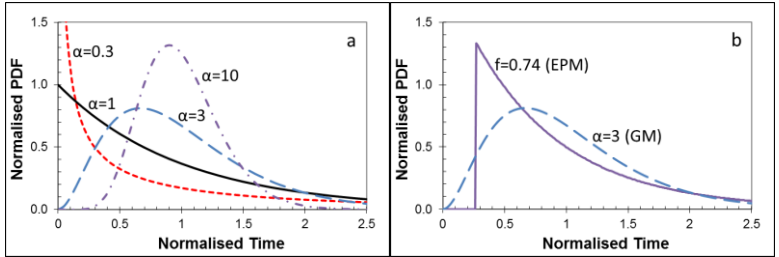 a
α=0.3
α=10
α=1
α=3
Normalised PDF
1.5
1.0
0.5
0.0
0
0.5
1
1.5
2
2.5
Normalised Time
b
f=0.74 (EPM)
α=3 (GM)
Normalised PDF
1.5
1.0
0.5
0.0
0
0.5
1
1.5
2
2.5
Normalised Time